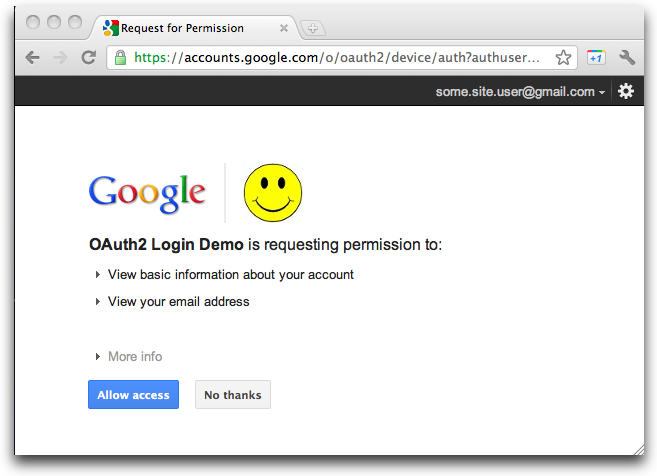 Request for Permission
https://accounts.google.com/o/oauth2/device/auth?authuser...
+1
some.site.user@gmail.com
Google
OAuth2 Login Demo is requesting permission to:
View basic information about your account
View your email address
More info
Allow access
No thanks